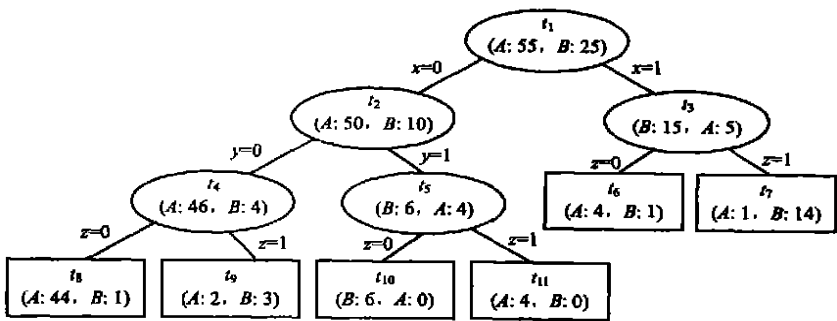 t₁
(A: 55, B: 25)
x=0
x=1
t₂
(A: 50, B: 10)
t₃
(B: 15, A: 5)
y=0
y=1
z=0
z=1
t₄
(A: 46, B: 4)
t₅
(B: 6, A: 4)
t₆
(A: 4, B: 1)
t₇
(A: 1, B: 14)
z=0
z=1
z=0
z=1
t₈
(A: 44, B: 1)
t₉
(A: 2, B: 3)
t₁₀
(B: 6, A: 0)
t₁₁
(A: 4, B: 0)